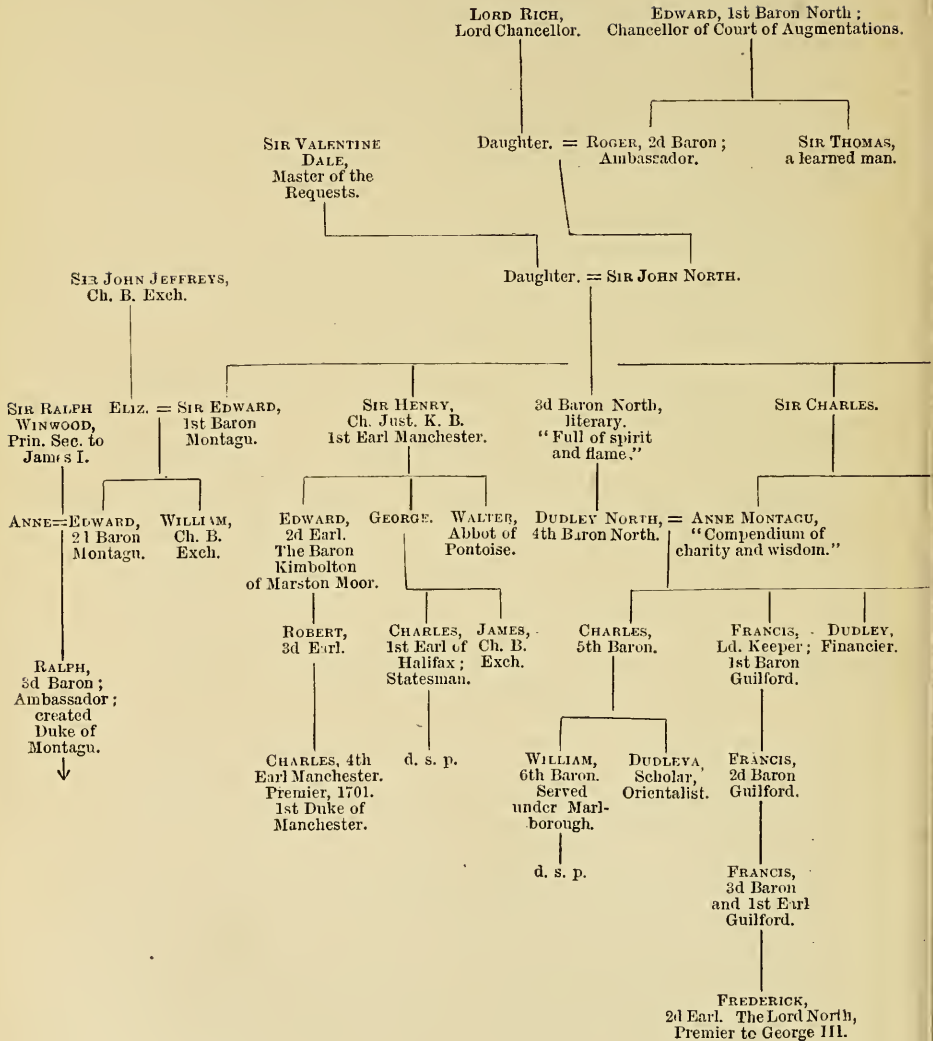 LORD RICH,
Lord Chancellor.
EDWARD, 1st Baron North;
Chancellor of Court of Augmentations.
SIR VALENTINE
DALE,
Master of the
Requests.
Daughter. = ROGER, 2d Baron;
Ambassador.
SIR THOMAS,
a learned man.
SIR JOHN JEFFREYS,
Ch. B. Exch.
Daughter. = SIR JOHN NORTH.
SIR RALPH
WINWOOD,
Prin. Sec. to
James I.
ELIZ. = SIR EDWARD,
1st Baron
Montagu.
SIR HENRY,
Ch. Just. K. B.
1st Earl Manchester.
3d Baron North,
literary.
"Full of spirit
and flame."
SIR CHARLES.
ANNE=EDWARD,
2d Baron
Montagu.
WILLIAM,
Ch. B.
Exch.
EDWARD,
2d Earl.
The Baron
Kimbolton
of Marston Moor.
GEORGE.
WALTER,
Abbot of
Pontoise.
DUDLEY NORTH, = ANNE MONTAGU,
4th Baron North.
"Compendium of
charity and wisdom."
RALPH,
3d Baron;
Ambassador;
created
Duke of
Montagu.
ROBERT,
3d Earl.
CHARLES,
1st Earl of
Halifax;
Statesman.
JAMES,
Ch. B.
Exch.
CHARLES,
5th Baron.
FRANCIS,
Ld. Keeper;
1st Baron
Guilford.
DUDLEY,
Financier.
CHARLES, 4th
Earl Manchester.
Premier, 1701.
1st Duke of
Manchester.
d. s. p.
WILLIAM,
6th Baron.
Served
under Marl-
borough.
DUDLEYA,
Scholar,
Orientalist.
FRANCIS,
2d Baron
Guilford.
d. s. p.
FRANCIS,
3d Baron
and 1st Earl
Guilford.
FREDERICK,
2d Earl. The Lord North,
Premier to George III.